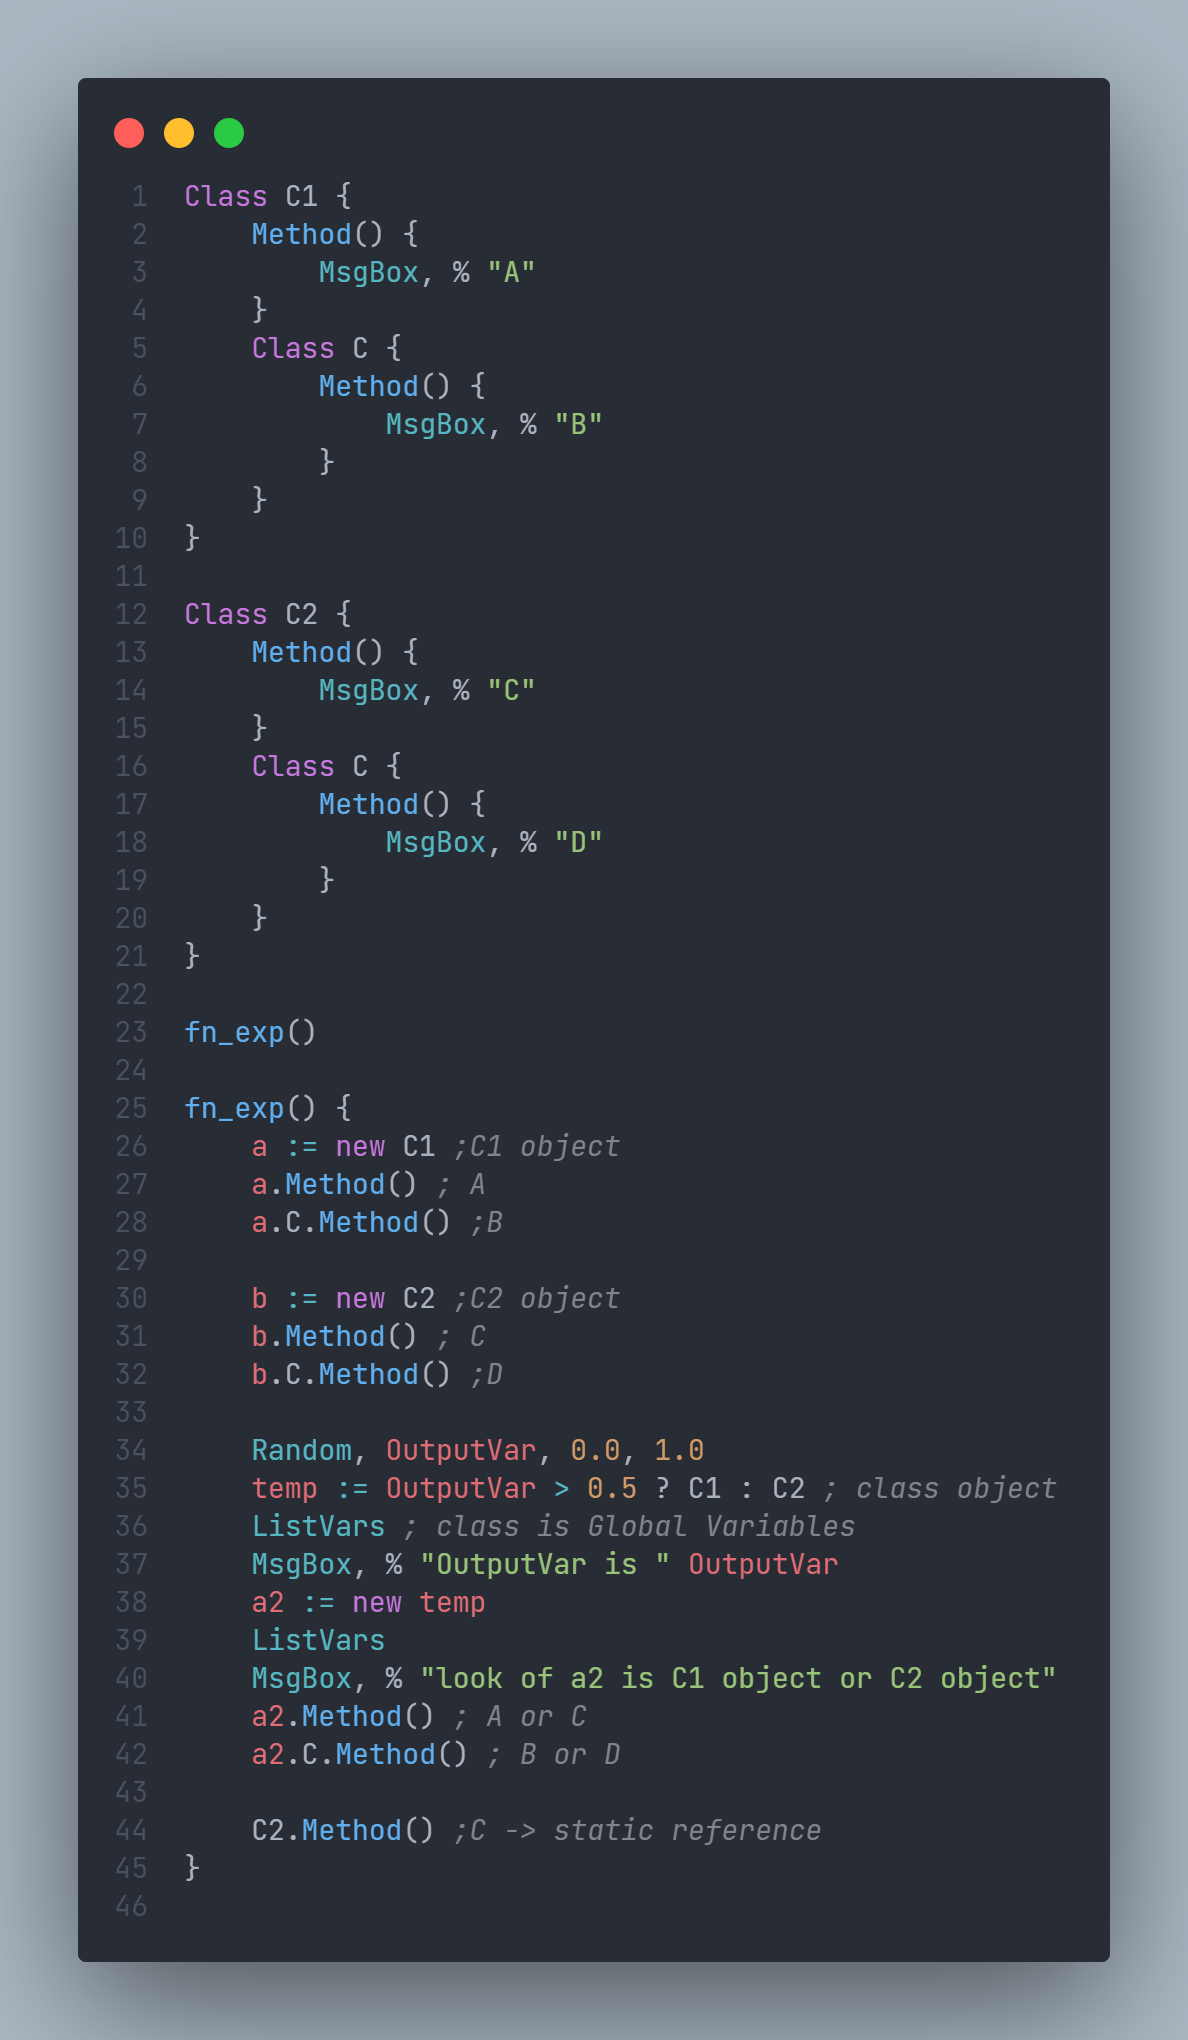 1 Class C1 {
2     Method() {
3         MsgBox, % "A"
4     }
5     Class C {
6         Method() {
7             MsgBox, % "B"
8         }
9     }
10 }
11
12 Class C2 {
13     Method() {
14         MsgBox, % "C"
15     }
16     Class C {
17         Method() {
18             MsgBox, % "D"
19         }
20     }
21 }
22
23 fn_exp()
24
25 fn_exp() {
26     a := new C1 ;C1 object
27     a.Method() ; A
28     a.C.Method() ;B
29
30     b := new C2 ;C2 object
31     b.Method() ; C
32     b.C.Method() ;D
33
34     Random, OutputVar, 0.0, 1.0
35     temp := OutputVar > 0.5 ? C1 : C2 ; class object
36     ListVars ; class is Global Variables
37     MsgBox, % "OutputVar is " OutputVar
38     a2 := new temp
39     ListVars
40     MsgBox, % "look of a2 is C1 object or C2 object"
41     a2.Method() ; A or C
42     a2.C.Method() ; B or D
43
44     C2.Method() ;C -> static reference
45 }
46